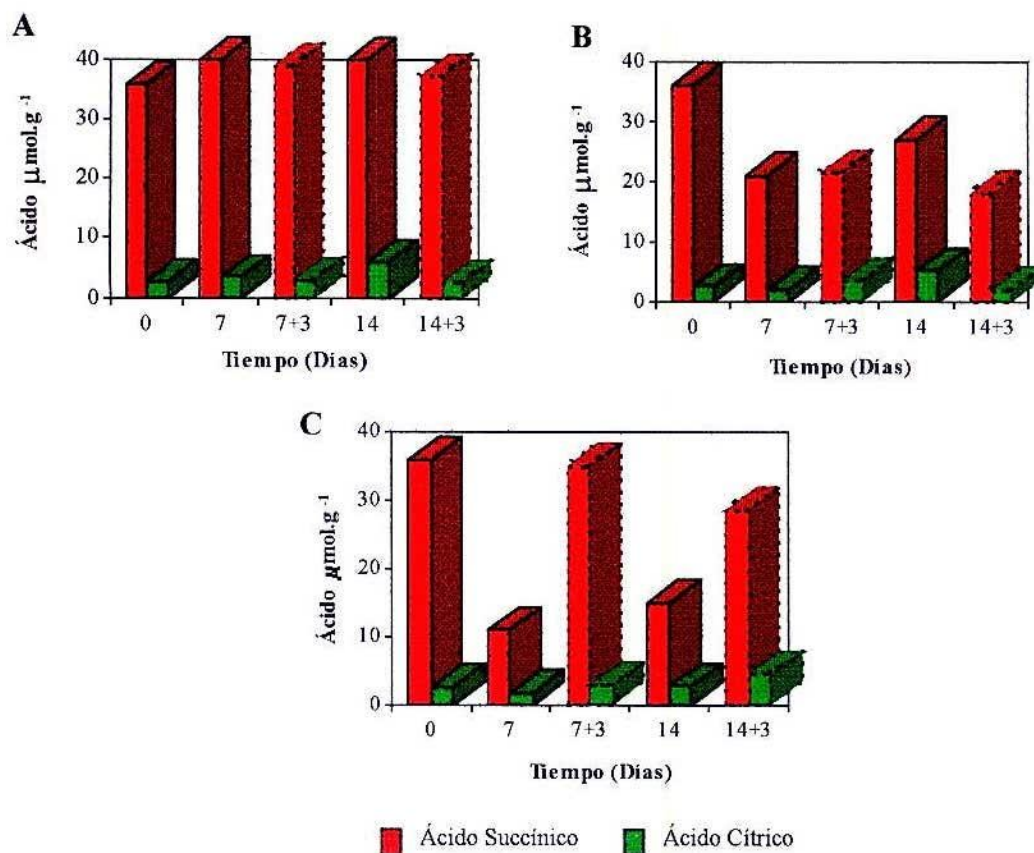 A
Ácido μmol.g⁻¹
40
30
20
10
0
0 7 7+3 14 14+3
Tiempo (Días)
B
Ácido μmol.g⁻¹
40
30
20
10
0
0 7 7+3 14 14+3
Tiempo (Días)
C
Ácido μmol.g⁻¹
40
30
20
10
0
0 7 7+3 14 14+3
Tiempo (Días)
Ácido Succínico Ácido Cítrico